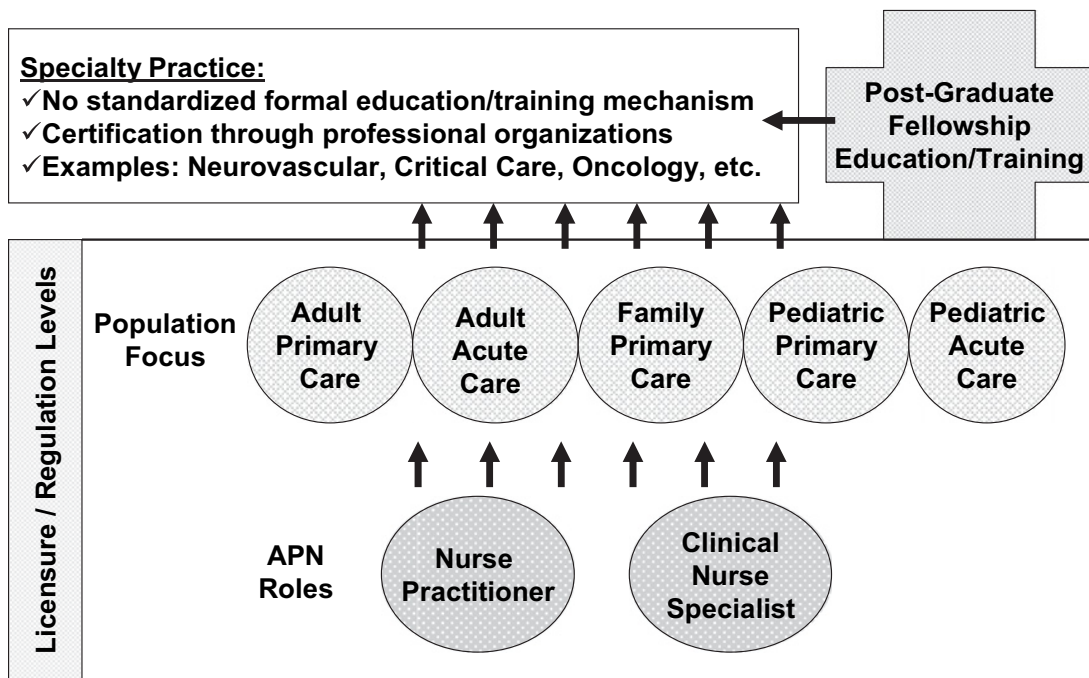 Specialty Practice:
✓No standardized formal education/training mechanism
✓Certification through professional organizations
✓Examples: Neurovascular, Critical Care, Oncology, etc.
Post-Graduate
Fellowship
Education/Training
Licensure / Regulation Levels
Population
Focus
Adult
Primary
Care
Adult
Acute
Care
Family
Primary
Care
Pediatric
Primary
Care
Pediatric
Acute
Care
APN
Roles
Nurse
Practitioner
Clinical
Nurse
Specialist